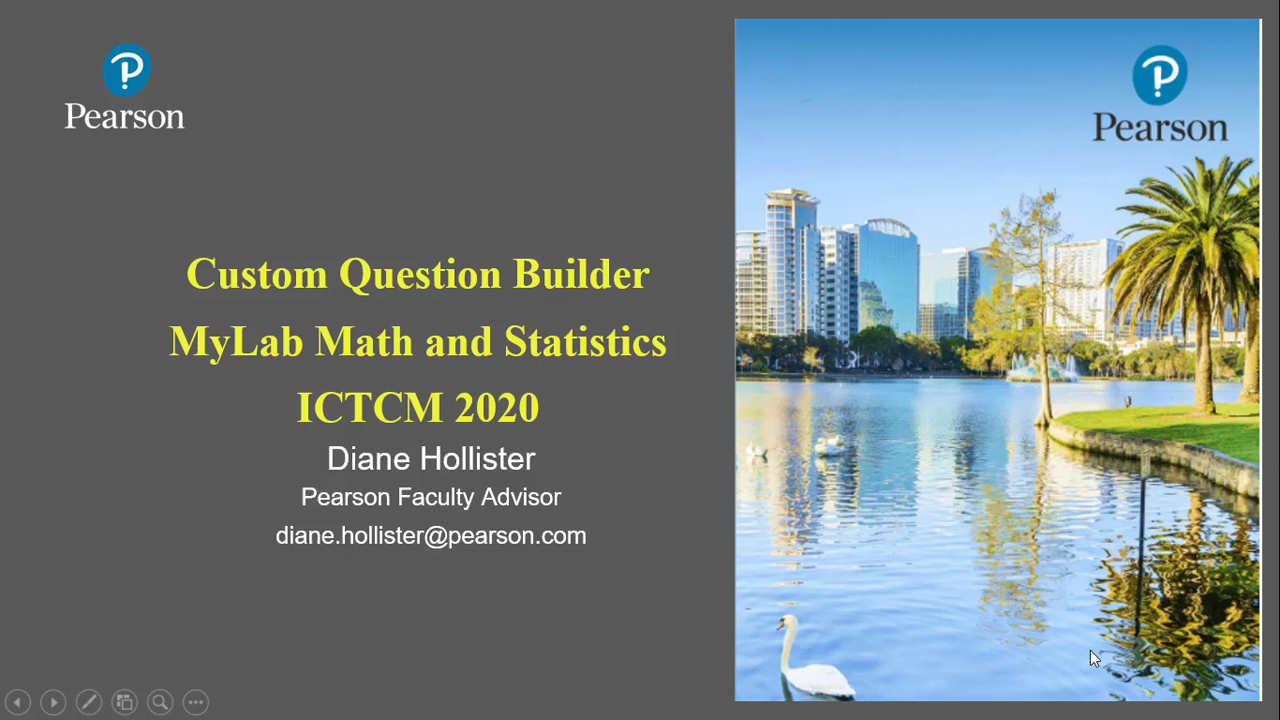 Pearson
Pearson
Custom Question Builder
MyLab Math and Statistics
ICTCM 2020
Diane Hollister
Pearson Faculty Advisor
diane.hollister@pearson.com